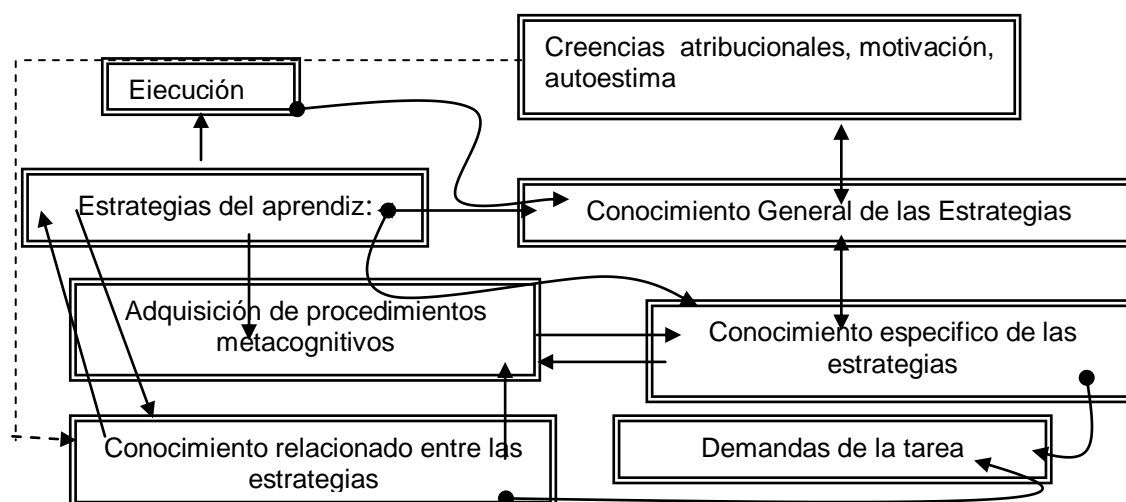 Creencias atribucionales, motivación,
autoestima
Eiecución
Estrategias del aprendiz:
Conocimiento General de las Estrategias
Adquisición de procedimientos
metacognitivos
Conocimiento especifico de las
estrategias
Conocimiento relacionado entre las
estrategias
Demandas de la tarea